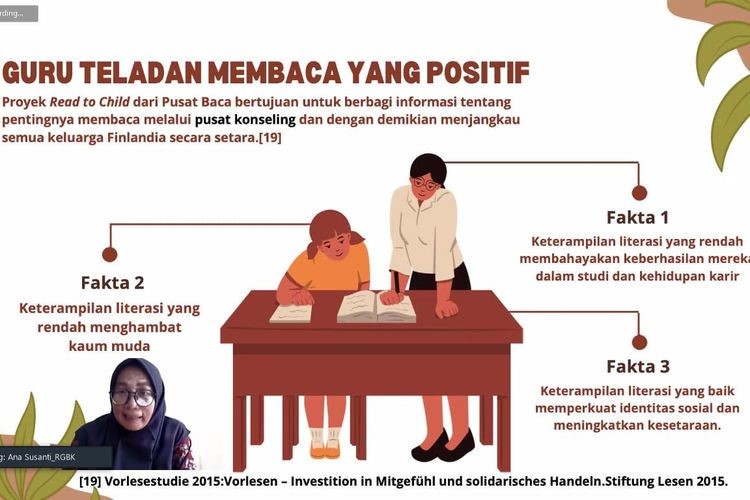 GURU TELADAN MEMBACA YANG POSITIF
Proyek Read to Child dari Pusat Baca bertujuan untuk berbagi informasi tentang
pentingnya membaca melalui pusat konseling dan dengan demikian menjangkau
semua keluarga Finlandia secara setara.[19]
Fakta 1
Keterampilan literasi yang rendah
membahayakan keberhasilan mereka
dalam studi dan kehidupan karir
Fakta 2
Keterampilan literasi yang
rendah menghambat
kaum muda
Fakta 3
Keterampilan literasi yang baik
memperkuat identitas sosial dan
meningkatkan kesetaraan.
Ana Susanti_RGBK
[19] Vorlesestudie 2015:Vorlesen – Investition in Mitgefühl und solidarisches Handeln.Stiftung Lesen 2015.